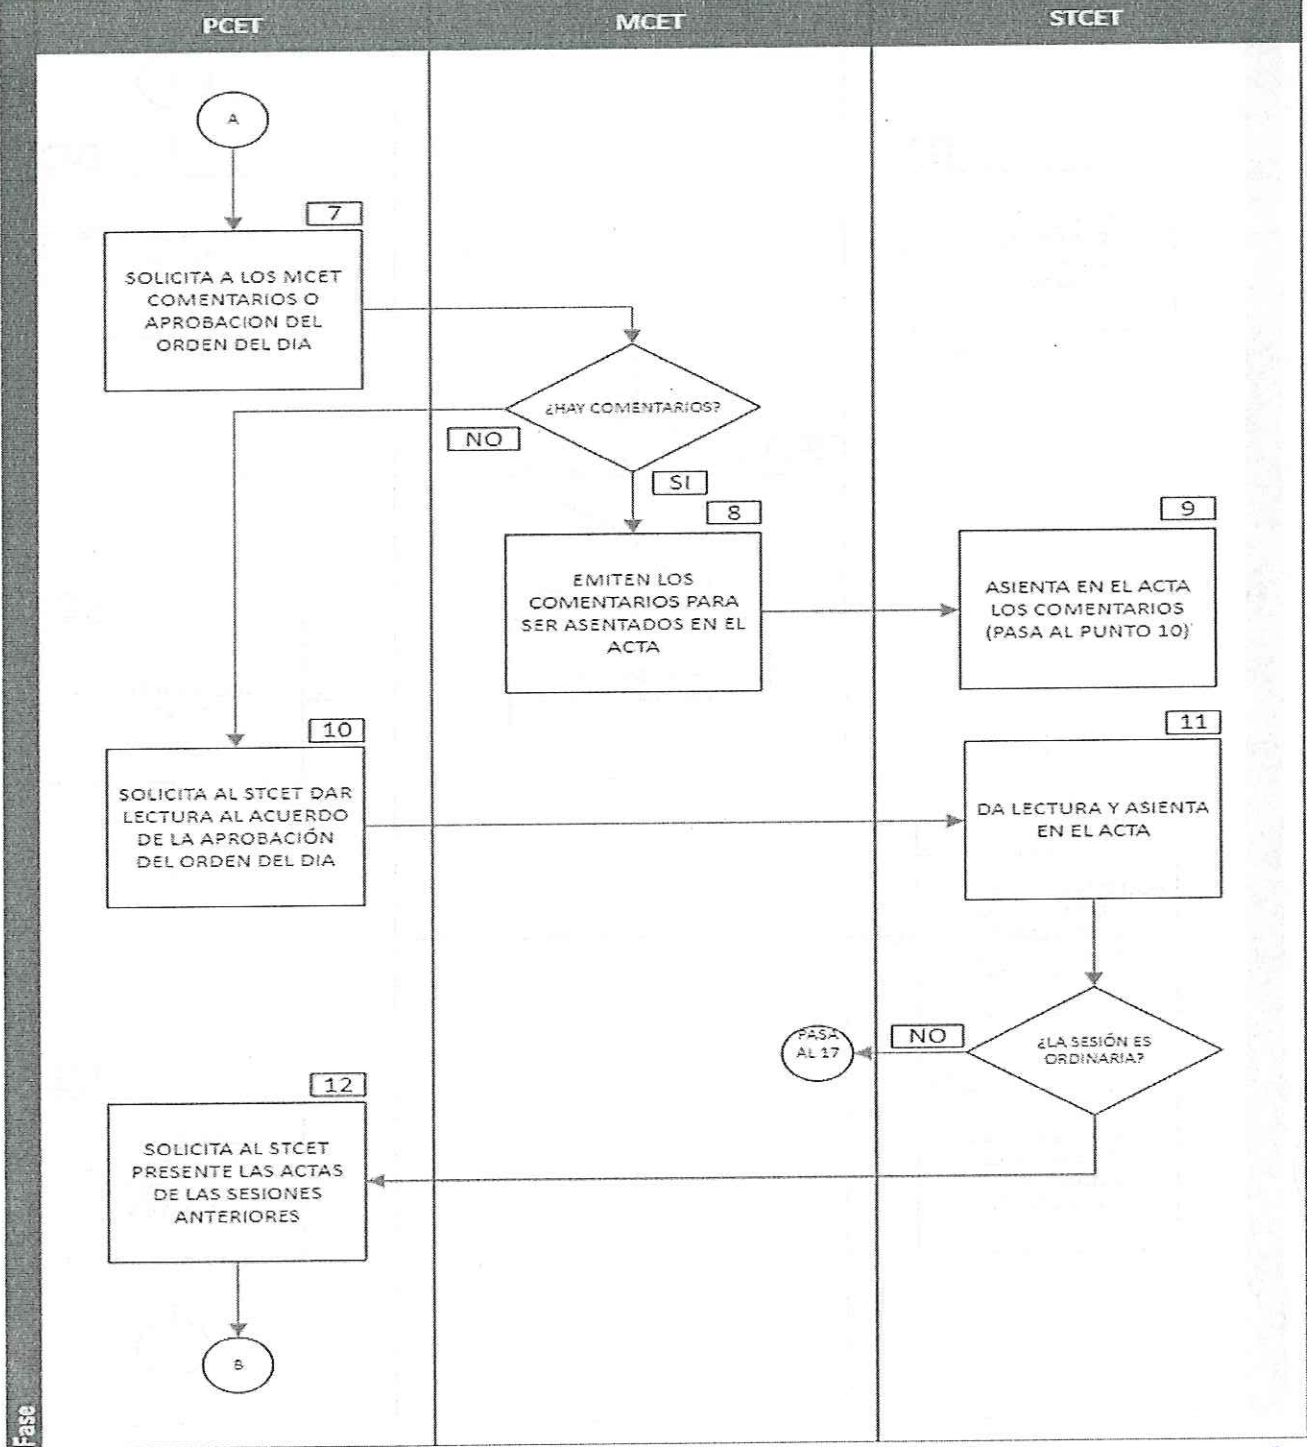 PCET
MCET
STCET
A
7
SOLICITA A LOS MCET
COMENTARIOS O
APROBACION DEL
ORDEN DEL DIA
¿HAY COMENTARIOS?
NO
SI
8
EMITEN LOS
COMENTARIOS PARA
SER ASENTADOS EN EL
ACTA
9
ASIENTA EN EL ACTA
LOS COMENTARIOS
(PASA AL PUNTO 10)
10
SOLICITA AL STCET DAR
LECTURA AL ACUERDO
DE LA APROBACIÓN
DEL ORDEN DEL DIA
11
DA LECTURA Y ASIENTA
EN EL ACTA
¿LA SESIÓN ES
ORDINARIA?
NO
PASA
AL 17
12
SOLICITA AL STCET
PRESENTE LAS ACTAS
DE LAS SESIONES
ANTERIORES
B
Fase